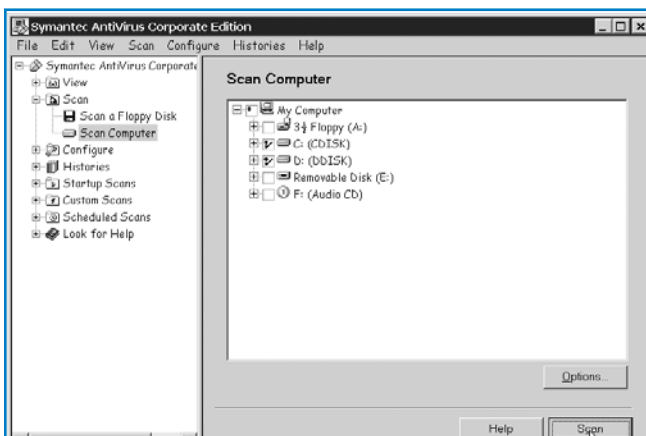 Symantec AntiVirus Corporate Edition
File Edit View Scan Configure Histories Help
Symantec AntiVirus Corporate
View
Scan
Scan a Floppy Disk
Scan Computer
Configure
Histories
Startup Scans
Custom Scans
Scheduled Scans
Look for Help
Scan Computer
My Computer
3½ Floppy (A:)
C: (CDISK)
D: (DDISK)
Removable Disk (E:)
F: (Audio CD)
Options...
Help Scan